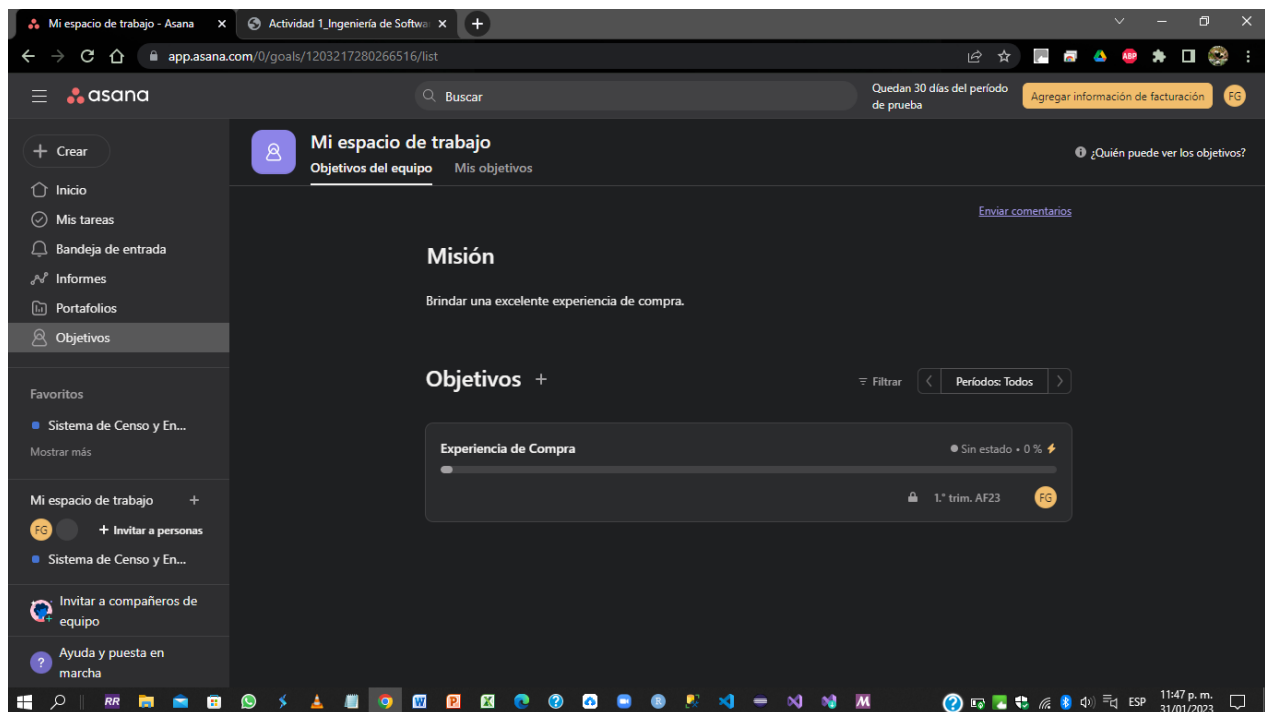 Mi espacio de trabajo - Asana
Actividad 1_Ingeniería de Softwa
app.asana.com/0/goals/1203217280266516/list
asana
Buscar
Quedan 30 días del período
de prueba
Agregar información de facturación
FG
Crear
Inicio
Mis tareas
Bandeja de entrada
Informes
Portafolios
Objetivos
Favoritos
Sistema de Censo y En...
Mostrar más
Mi espacio de trabajo +
FG
+ Invitar a personas
Sistema de Censo y En...
Invitar a compañeros de
equipo
Ayuda y puesta en
marcha
Mi espacio de trabajo
Objetivos del equipo Mis objetivos
¿Quién puede ver los objetivos?
Enviar comentarios
Misión
Brindar una excelente experiencia de compra.
Objetivos +
Filtrar
Períodos: Todos
Experiencia de Compra
Sin estado • 0 %
1.º trim. AF23
FG
ABP
RR
ESP
11:47 p. m.
31/01/2023